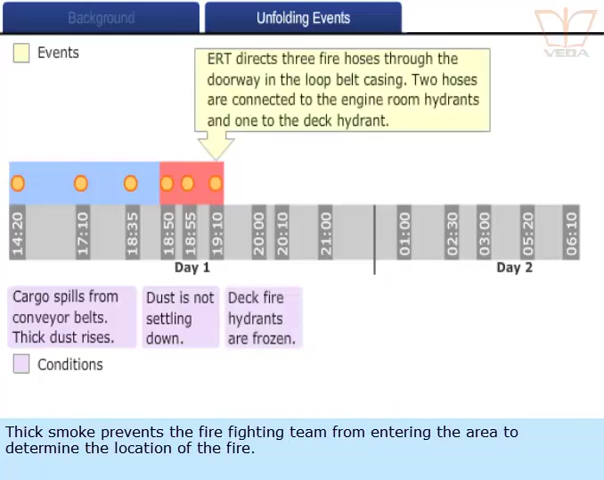 Background
Unfolding Events
VEDA
Events
ERT directs three fire hoses through the
doorway in the loop belt casing. Two hoses
are connected to the engine room hydrants
and one to the deck hydrant.
14:20
17:10
18:35
18:50
18:55
19:10
20:00
20:10
21:00
01:00
02:30
03:00
05:20
06:10
Day 1
Day 2
Cargo spills from
conveyor belts.
Thick dust rises.
Dust is not
settling
down.
Deck fire
hydrants
are frozen.
Conditions
Thick smoke prevents the fire fighting team from entering the area to
determine the location of the fire.